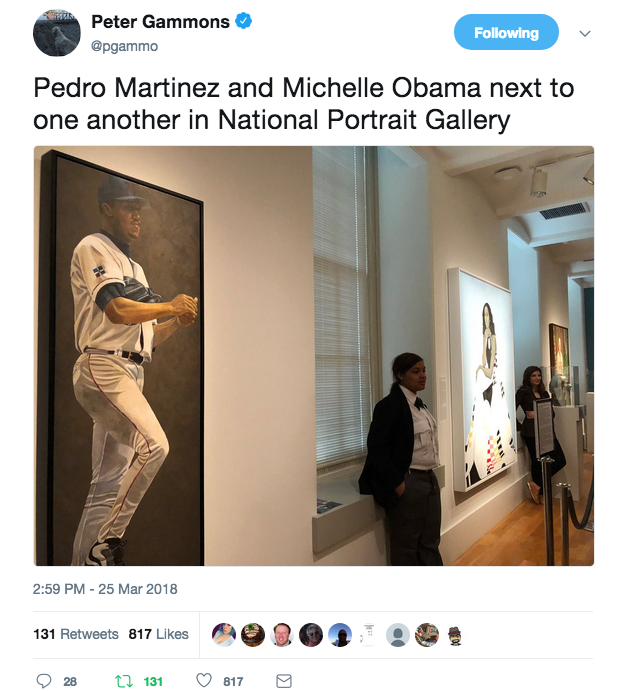 Peter Gammons
@pgammo
Following
Pedro Martinez and Michelle Obama next to
one another in National Portrait Gallery
2:59 PM - 25 Mar 2018
131 Retweets 817 Likes
28 131 817